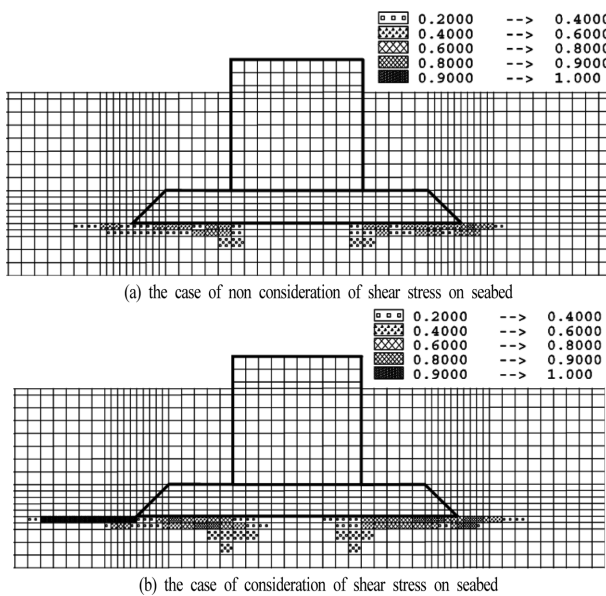 0.2000 --> 0.4000
0.4000 --> 0.6000
0.6000 --> 0.8000
0.8000 --> 0.9000
0.9000 --> 1.000
(a) the case of non consideration of shear stress on seabed
0.2000 --> 0.4000
0.4000 --> 0.6000
0.6000 --> 0.8000
0.8000 --> 0.9000
0.9000 --> 1.000
(b) the case of consideration of shear stress on seabed